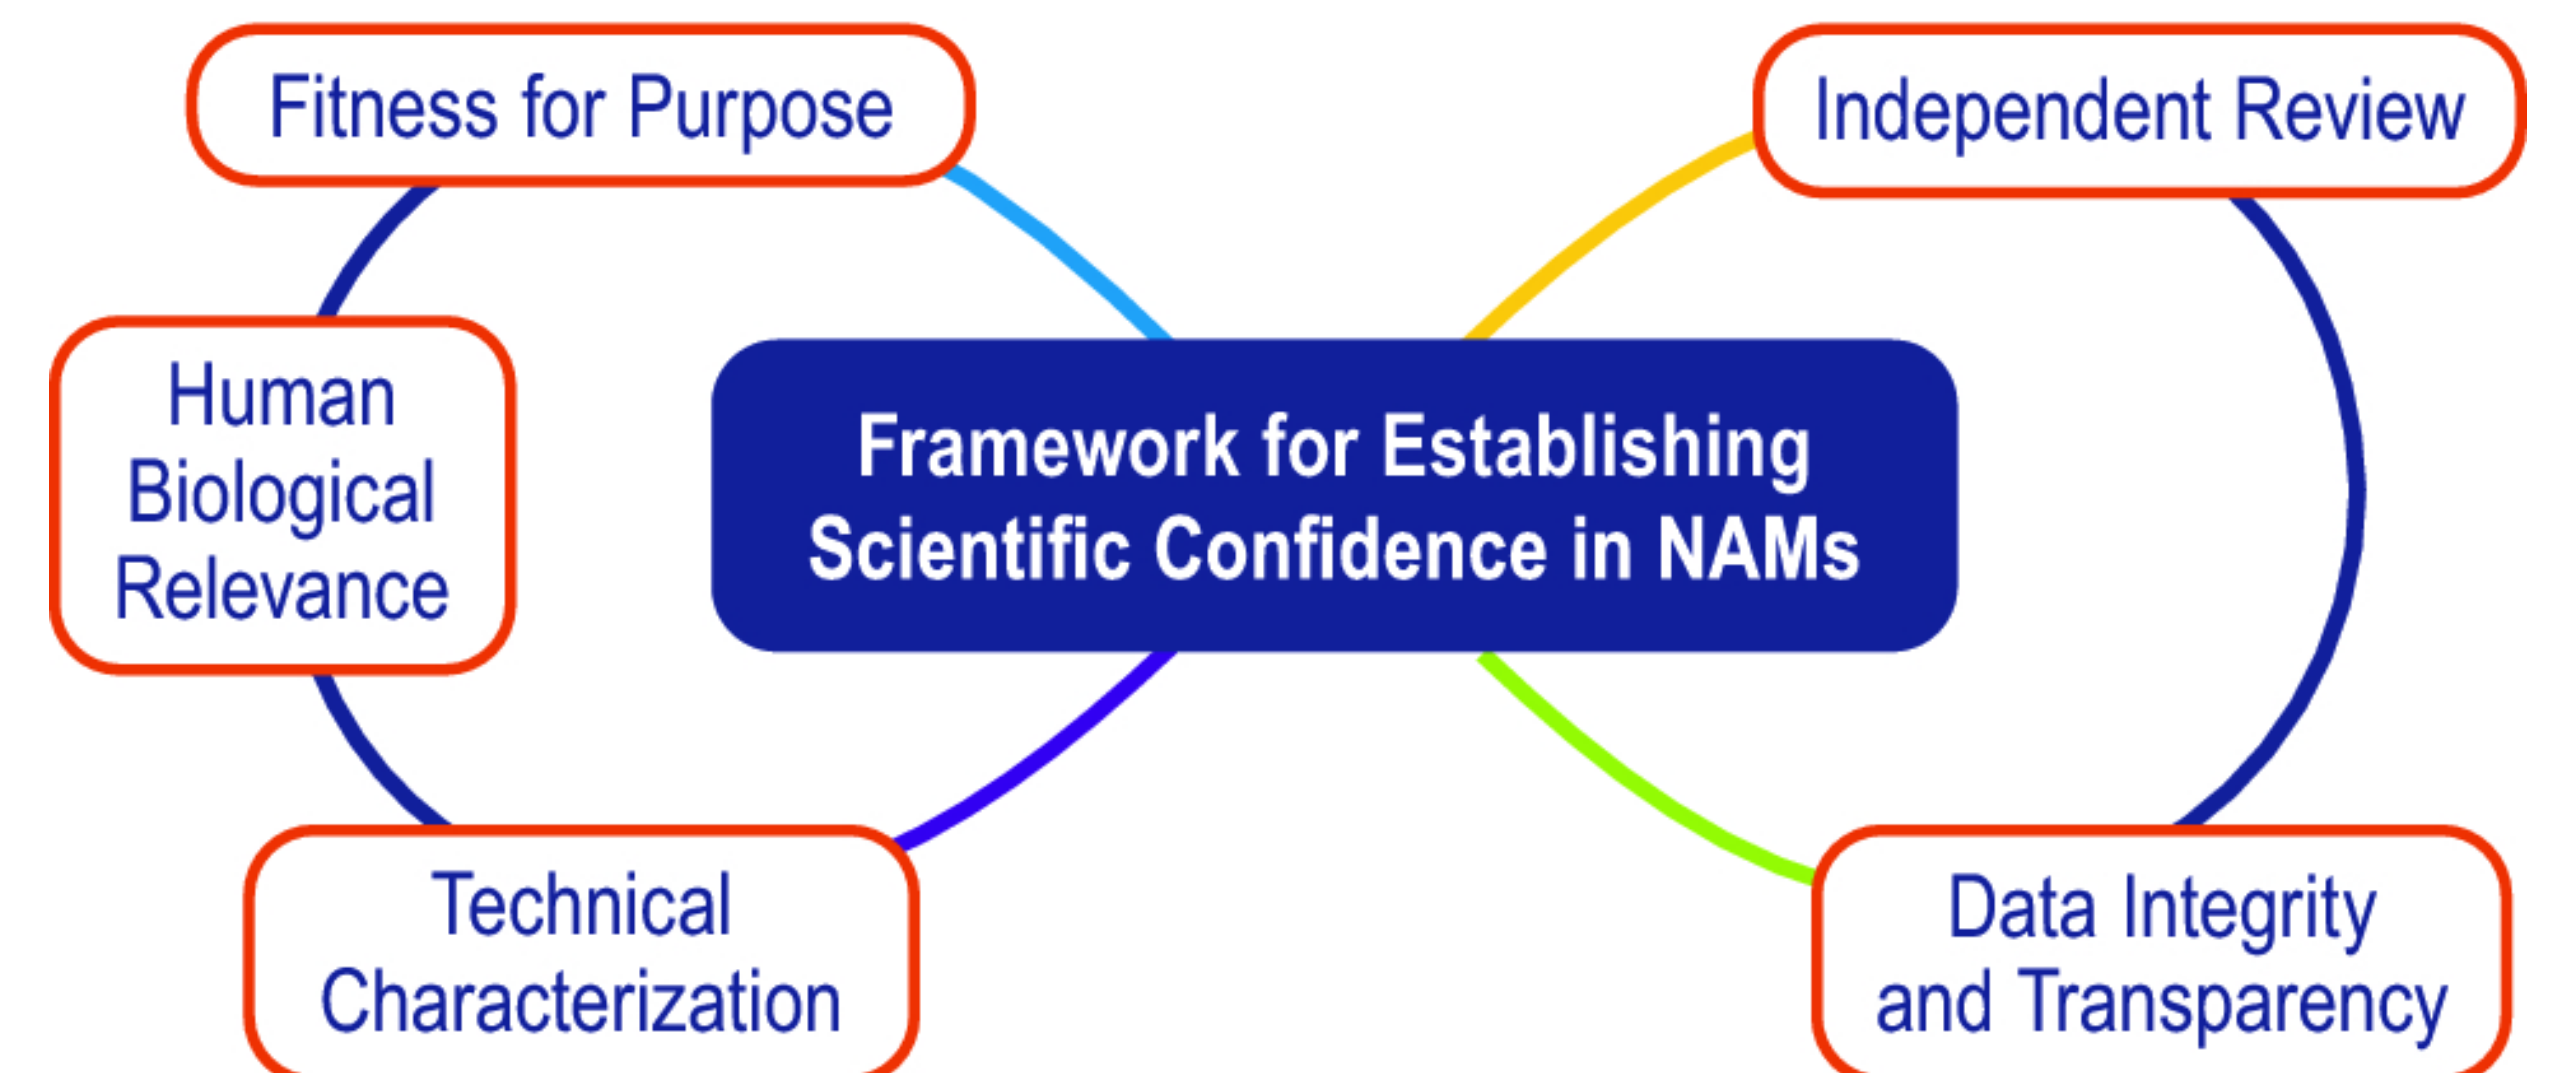 Fitness for Purpose
Independent Review
Human
Biological
Relevance
Framework for Establishing
Scientific Confidence in NAMs
Technical
Characterization
Data Integrity
and Transparency